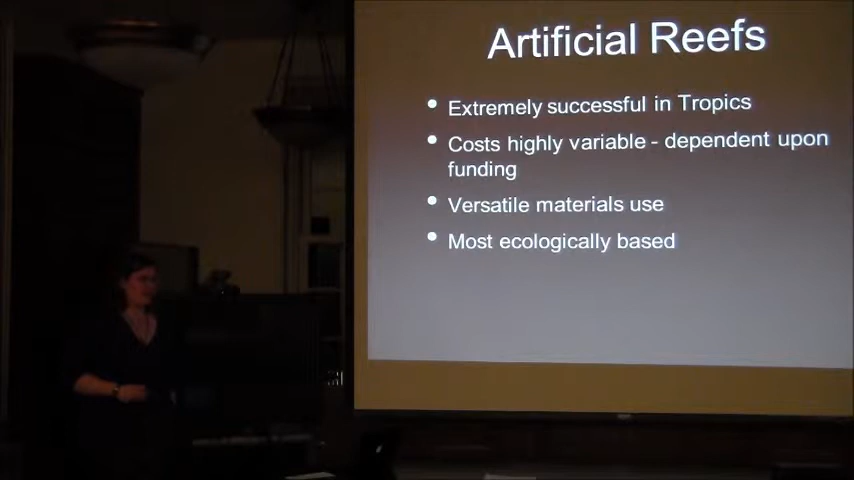 Artificial Reefs
• Extremely successful in Tropics
• Costs highly variable - dependent upon
funding
• Versatile materials use
• Most ecologically based